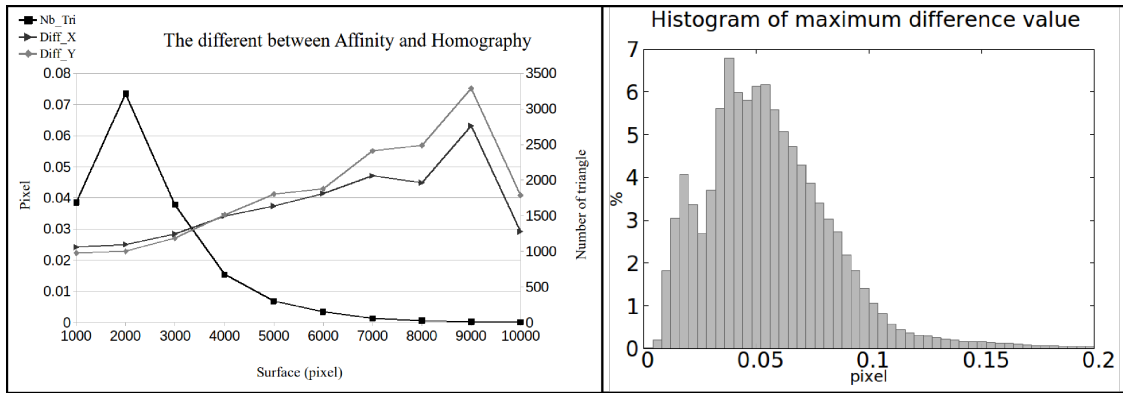 Nb_Tri
Diff_X
Diff_Y
The different between Affinity and Homography
0.08
0.07
0.06
0.05
0.04
0.03
0.02
0.01
0
Pixel
3500
3000
2500
2000
1500
1000
500
0
Number of triangle
1000 2000 3000 4000 5000 6000 7000 8000 9000 10000
Surface (pixel)
Histogram of maximum difference value
7
6
5
4
3
2
1
0
%
0 0.05 0.1 0.15 0.2
pixel